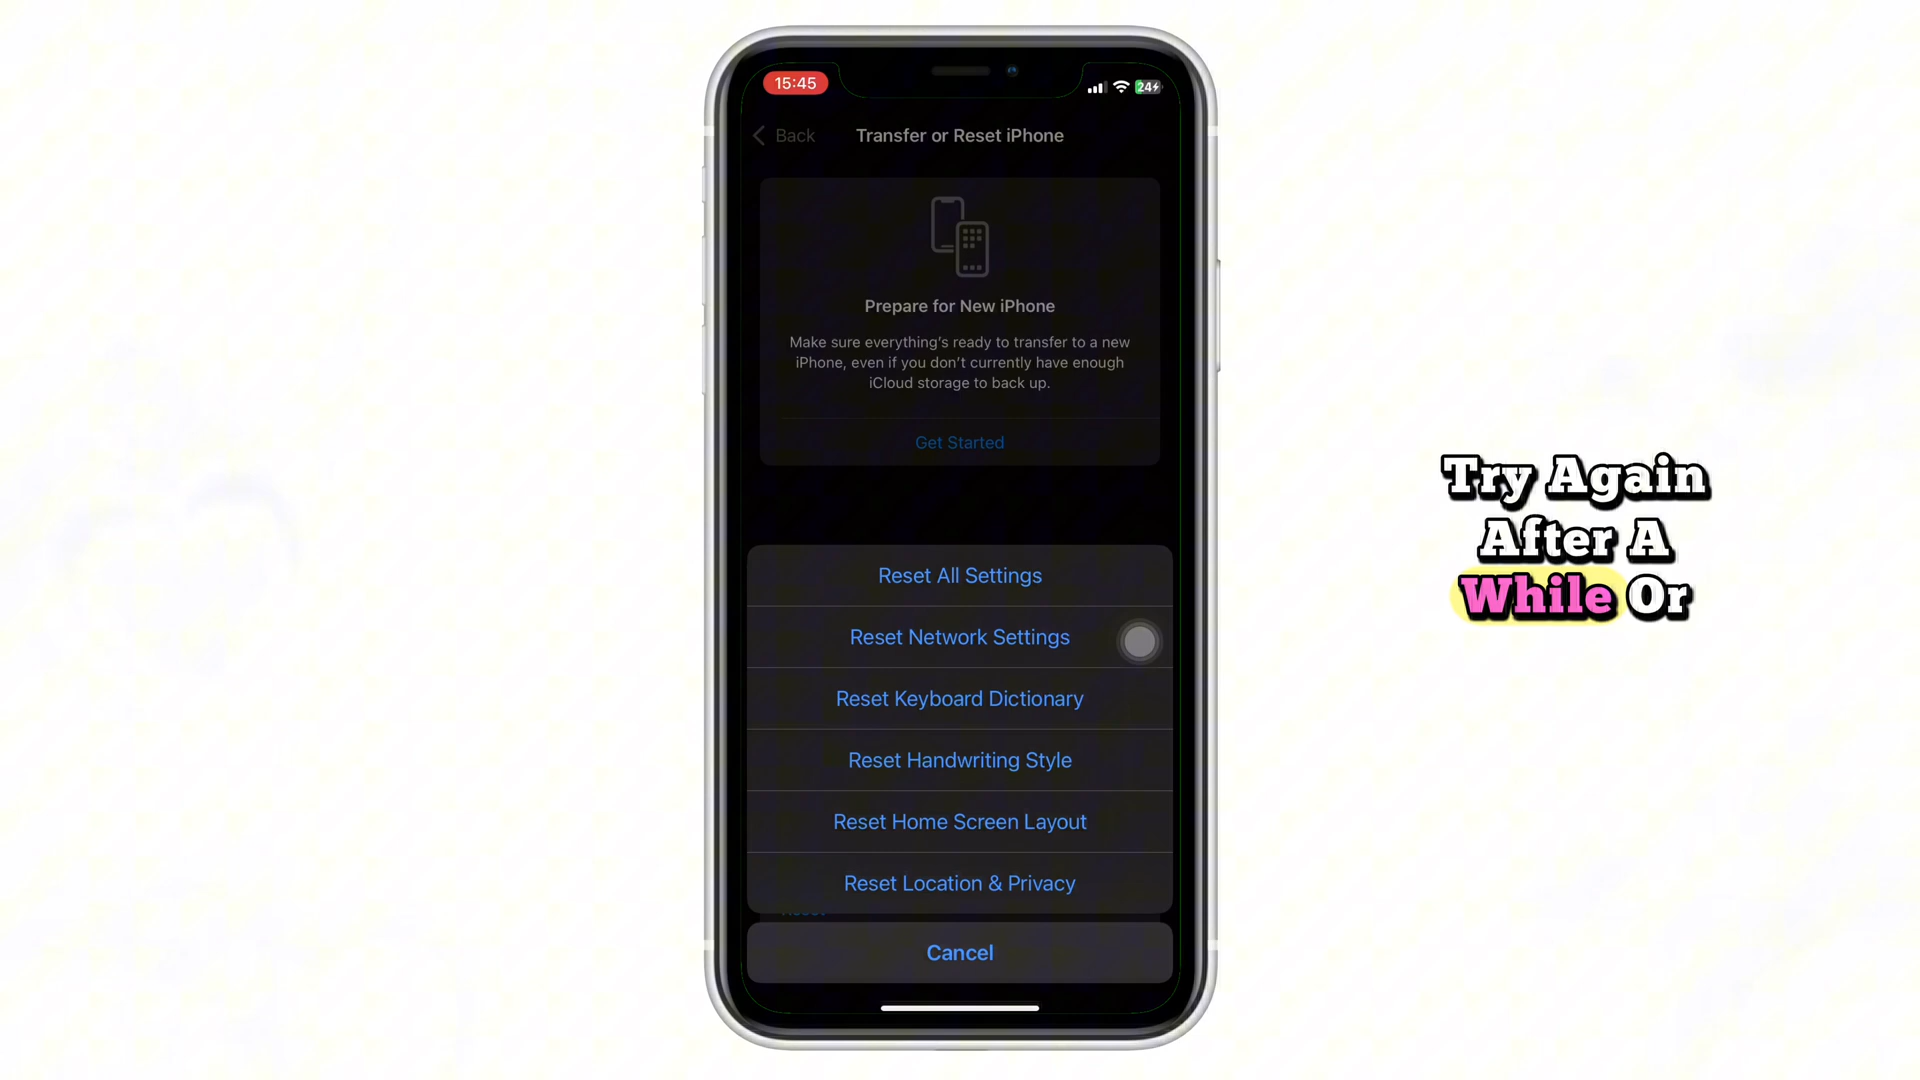 15:45
24
Back
Transfer or Reset iPhone
Prepare for New iPhone
Make sure everything's ready to transfer to a new
iPhone, even if you don't currently have enough
iCloud storage to back up.
Get Started
Reset All Settings
Reset Network Settings
Reset Keyboard Dictionary
Reset Handwriting Style
Reset Home Screen Layout
Reset Location & Privacy
Reset
Cancel
Try Again
After A
While Or